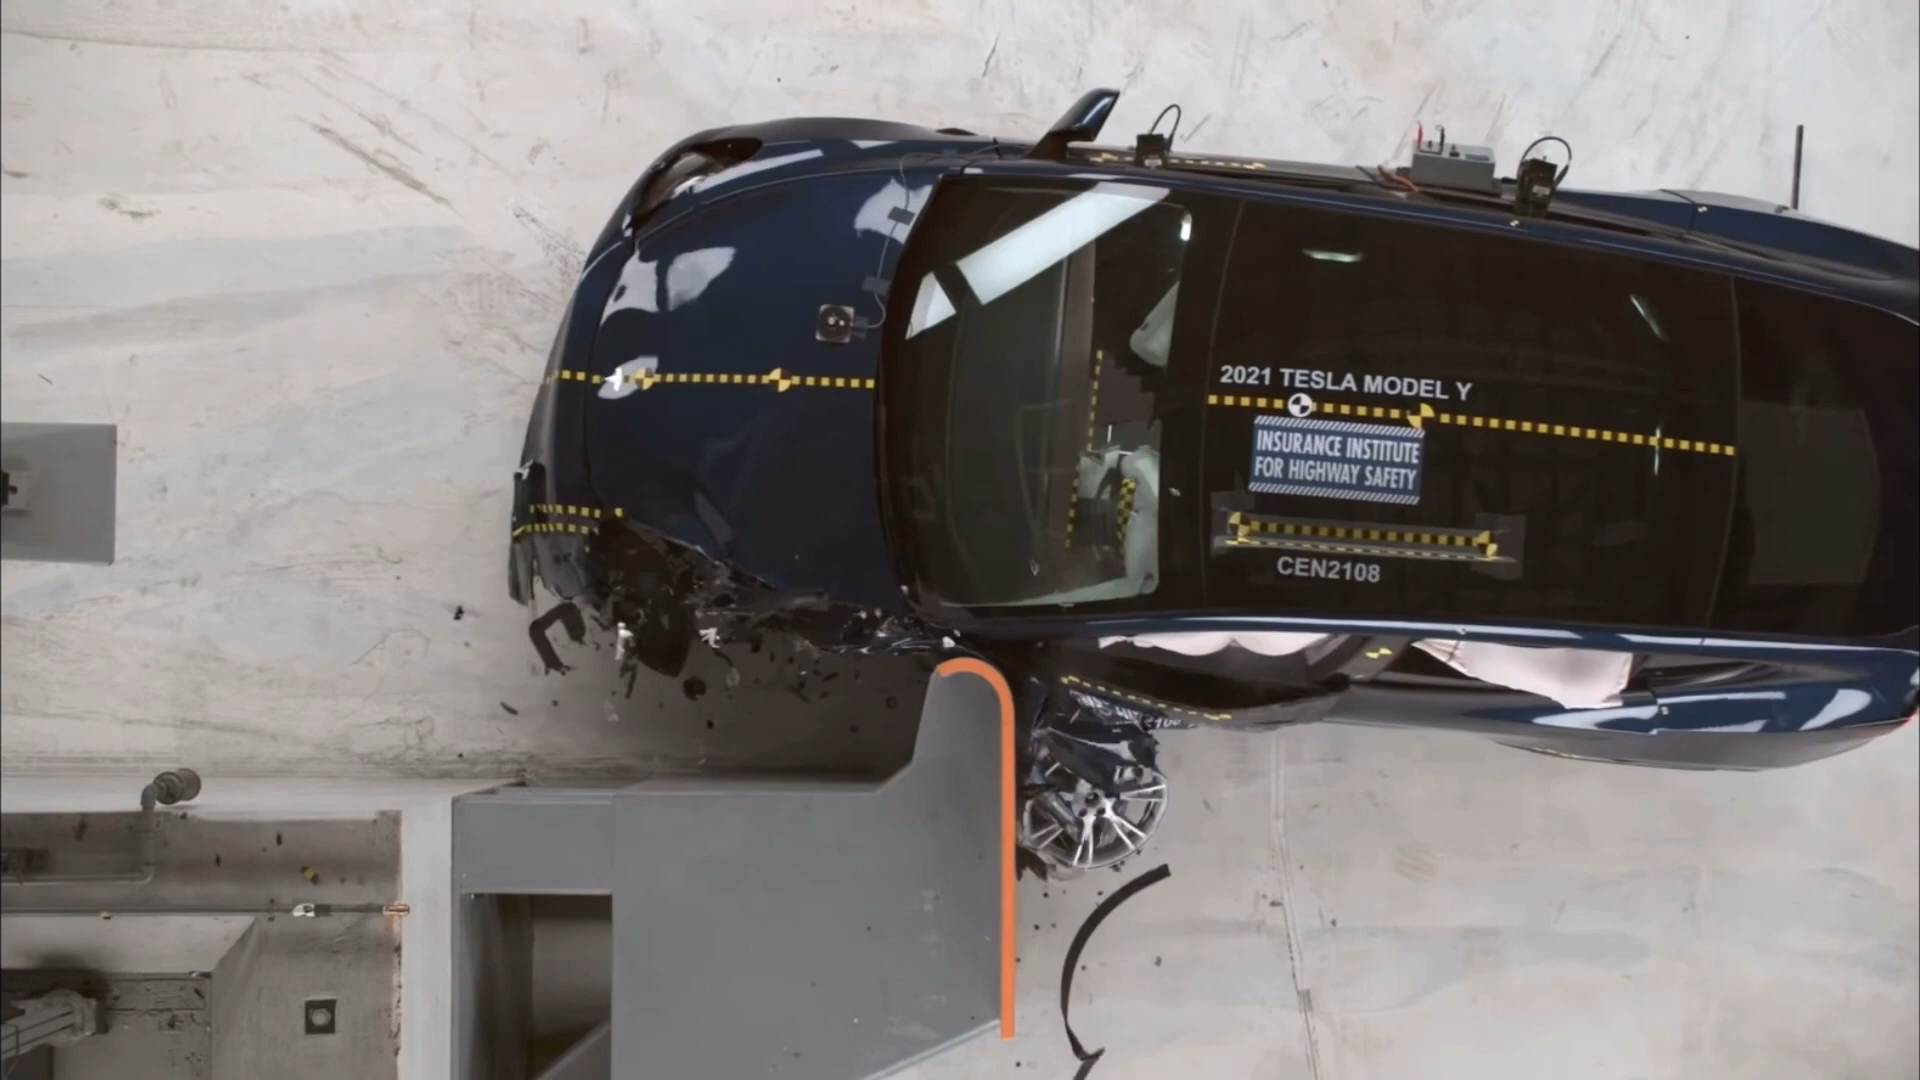 2021 TESLA MODEL Y
INSURANCE INSTITUTE
FOR HIGHWAY SAFETY
CEN2108